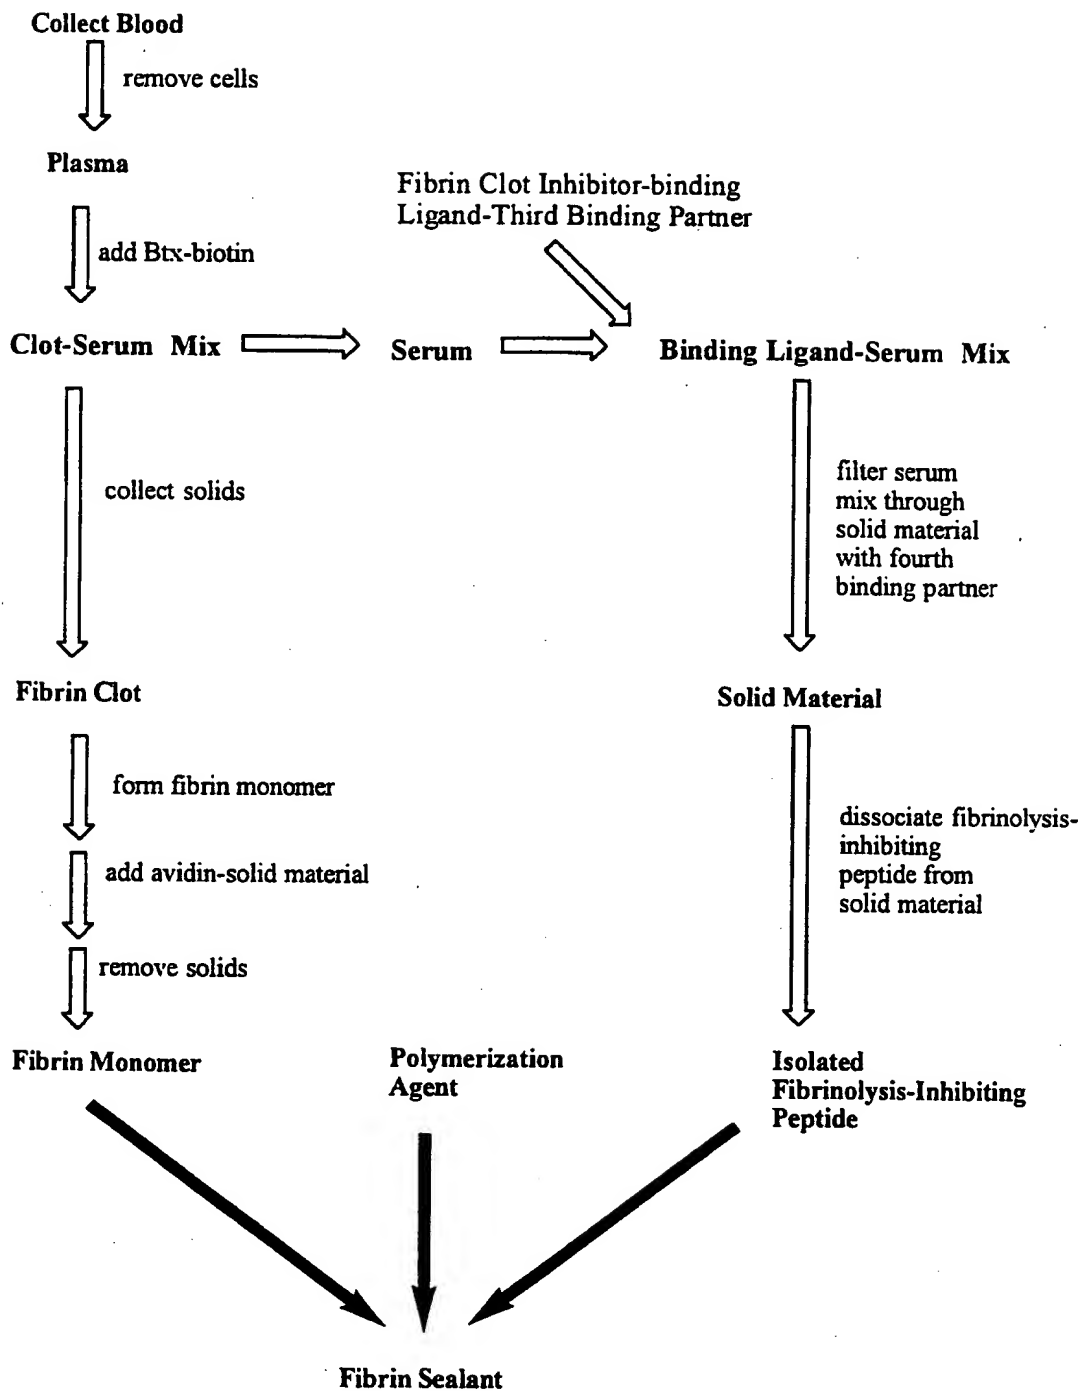 Collect Blood
remove cells
Plasma
Fibrin Clot Inhibitor-binding
Ligand-Third Binding Partner
add Btx-biotin
Clot-Serum Mix
Serum
Binding Ligand-Serum Mix
collect solids
filter serum
mix through
solid material
with fourth
binding partner
Fibrin Clot
Solid Material
form fibrin monomer
add avidin-solid material
remove solids
dissociate fibrinolysis-
inhibiting
peptide from
solid material
Fibrin Monomer
Polymerization
Agent
Isolated
Fibrinolysis-Inhibiting
Peptide
Fibrin Sealant